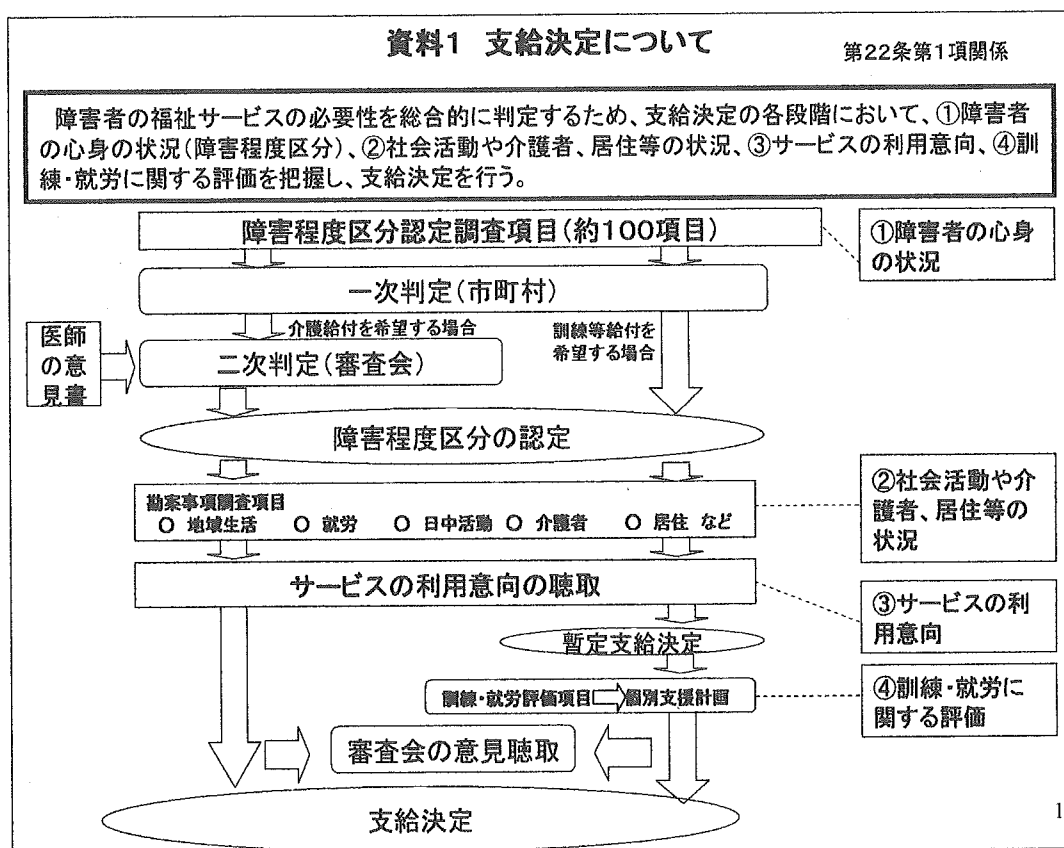 資料1 支給決定について
第22条第1項関係
障害者の福祉サービスの必要性を総合的に判定するため、支給決定の各段階において、①障害者
の心身の状況(障害程度区分)、②社会活動や介護者、居住等の状況、③サービスの利用意向、④訓
練・就労に関する評価を把握し、支給決定を行う。
障害程度区分認定調査項目(約100項目)
①障害者の心身
の状況
一次判定(市町村)
介護給付を希望する場合
訓練等給付を
希望する場合
医師
の意
見書
二次判定(審査会)
障害程度区分の認定
勘案事項調査項目
○ 地域生活 ○ 就労 ○ 日中活動 ○ 介護者 ○ 居住 など
②社会活動や介
護者、居住等の
状況
サービスの利用意向の聴取
③サービスの利
用意向
暫定支給決定
訓練・就労評価項目 個別支援計画
④訓練・就労に
関する評価
審査会の意見聴取
支給決定
1